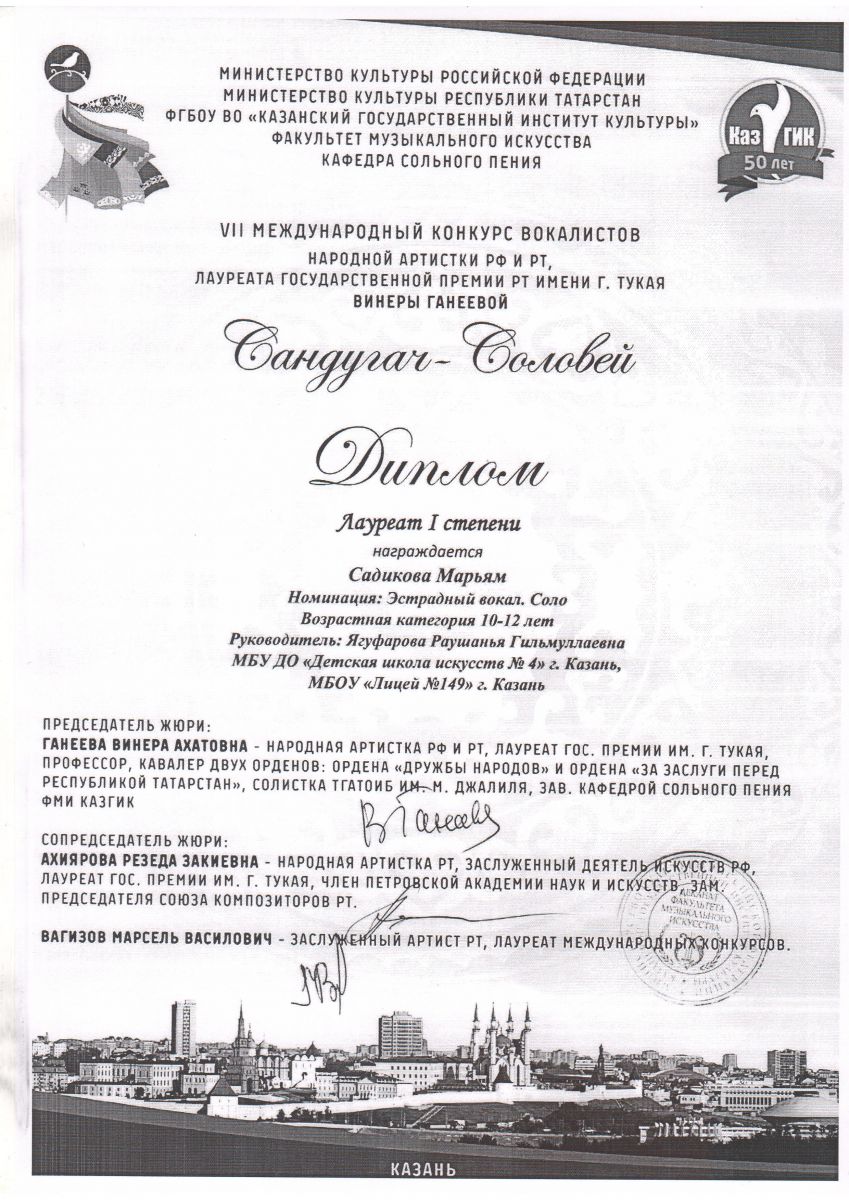 МИНИСТЕРСТВО КУЛЬТУРЫ РОССИЙСКОЙ ФЕДЕРАЦИИ
МИНИСТЕРСТВО КУЛЬТУРЫ РЕСПУБЛИКИ ТАТАРСТАН
ФГБОУ ВО «КАЗАНСКИЙ ГОСУДАРСТВЕННЫЙ ИНСТИТУТ КУЛЬТУРЫ»
ФАКУЛЬТЕТ МУЗЫКАЛЬНОГО ИСКУССТВА
КАФЕДРА СОЛЬНОГО ПЕНИЯ
Каз ГИК
50 лет
VII МЕЖДУНАРОДНЫЙ КОНКУРС ВОКАЛИСТОВ
НАРОДНОЙ АРТИСТКИ РФ И РТ,
ЛАУРЕАТА ГОСУДАРСТВЕННОЙ ПРЕМИИ РТ ИМЕНИ Г. ТУКАЯ
ВИНЕРЫ ГАНЕЕВОЙ
Сандугач- Соловей
Диплом
Лауреат I степени
награждается
Садикова Марьям
Номинация: Эстрадный вокал. Соло
Возрастная категория 10-12 лет
Руководитель: Ягуфарова Раушанья Гильмуллаевна
МБУ ДО «Детская школа искусств № 4» г. Казань,
МБОУ «Лицей №149» г. Казань
ПРЕДСЕДАТЕЛЬ ЖЮРИ:
ГАНЕЕВА ВИНЕРА АХАТОВНА - НАРОДНАЯ АРТИСТКА РФ И РТ, ЛАУРЕАТ ГОС. ПРЕМИИ ИМ. Г. ТУКАЯ,
ПРОФЕССОР, КАВАЛЕР ДВУХ ОРДЕНОВ: ОРДЕНА «ДРУЖБЫ НАРОДОВ» И ОРДЕНА «ЗА ЗАСЛУГИ ПЕРЕД
РЕСПУБЛИКОЙ ТАТАРСТАН», СОЛИСТКА ТГАТОИБ ИМ. М. ДЖАЛИЛЯ, ЗАВ. КАФЕДРОЙ СОЛЬНОГО ПЕНИЯ
ФМИ КАЗГИК
СОПРЕДСЕДАТЕЛЬ ЖЮРИ:
АХИЯРОВА РЕЗЕДА ЗАКИЕВНА - НАРОДНАЯ АРТИСТКА РТ, ЗАСЛУЖЕННЫЙ ДЕЯТЕЛЬ ИСКУССТВ РФ,
ЛАУРЕАТ ГОС. ПРЕМИИ ИМ. Г. ТУКАЯ, ЧЛЕН ПЕТРОВСКОЙ АКАДЕМИИ НАУК И ИСКУССТВ, ЗАМ.
ПРЕДСЕДАТЕЛЯ СОЮЗА КОМПОЗИТОРОВ РТ.
ДЕКАНАТ
ФАКУЛЬТЕТА
МУЗЫКАЛЬНОГО
ИСКУССТВА
ВАГИЗОВ МАРСЕЛЬ ВАСИЛОВИЧ - ЗАСЛУЖЕННЫЙ АРТИСТ РТ, ЛАУРЕАТ МЕЖДУНАРОДНЫХ КОНКУРСОВ.
КАЗАНЬ